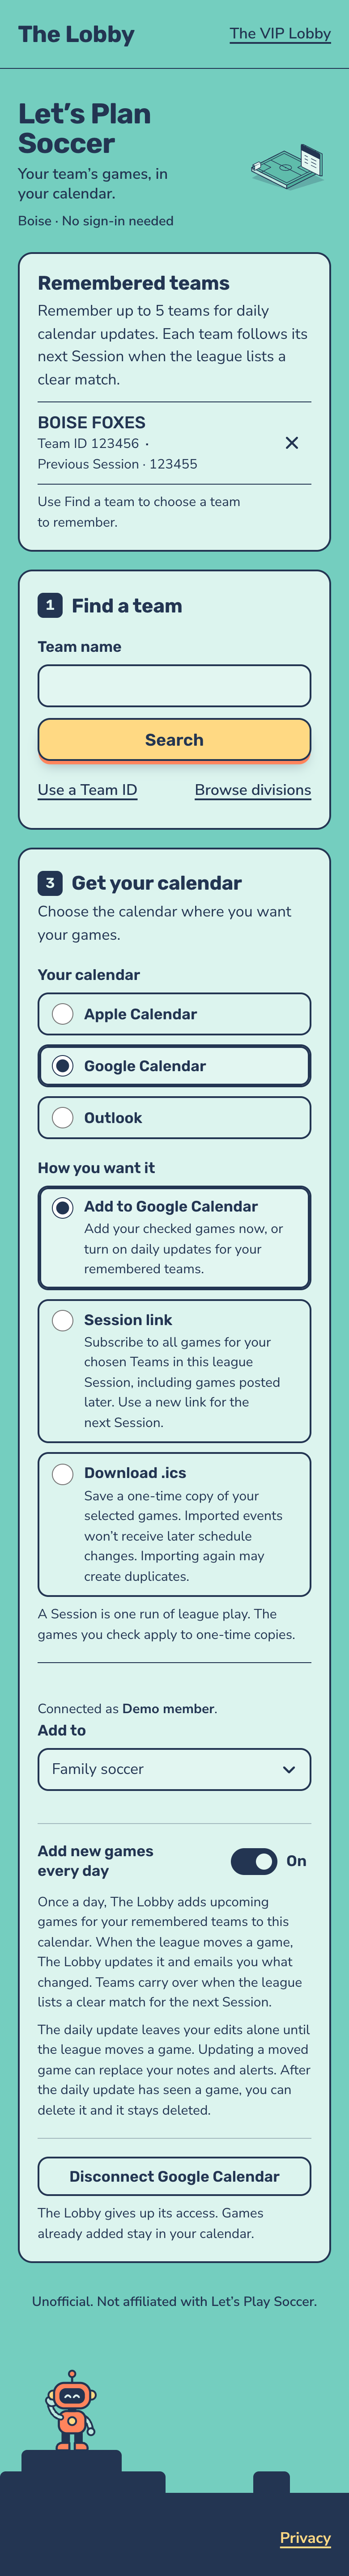 The Lobby
The VIP Lobby
Let’s Plan
Soccer
Your team’s games, in
your calendar.
Boise · No sign-in needed
Remembered teams
Remember up to 5 teams for daily
calendar updates. Each team follows its
next Session when the league lists a
clear match.
BOISE FOXES
Team ID 123456 ·
Previous Session · 123455
Use Find a team to choose a team
to remember.
1 Find a team
Team name
Search
Use a Team ID
Browse divisions
3 Get your calendar
Choose the calendar where you want
your games.
Your calendar
Apple Calendar
Google Calendar
Outlook
How you want it
Add to Google Calendar
Add your checked games now, or
turn on daily updates for your
remembered teams.
Session link
Subscribe to all games for your
chosen Teams in this league
Session, including games posted
later. Use a new link for the
next Session.
Download .ics
Save a one-time copy of your
selected games. Imported events
won’t receive later schedule
changes. Importing again may
create duplicates.
A Session is one run of league play. The
games you check apply to one-time copies.
Connected as Demo member.
Add to
Family soccer
Add new games
every day
On
Once a day, The Lobby adds upcoming
games for your remembered teams to this
calendar. When the league moves a game,
The Lobby updates it and emails you what
changed. Teams carry over when the league
lists a clear match for the next Session.
The daily update leaves your edits alone until
the league moves a game. Updating a moved
game can replace your notes and alerts. After
the daily update has seen a game, you can
delete it and it stays deleted.
Disconnect Google Calendar
The Lobby gives up its access. Games
already added stay in your calendar.
Unofficial. Not affiliated with Let’s Play Soccer.
Privacy